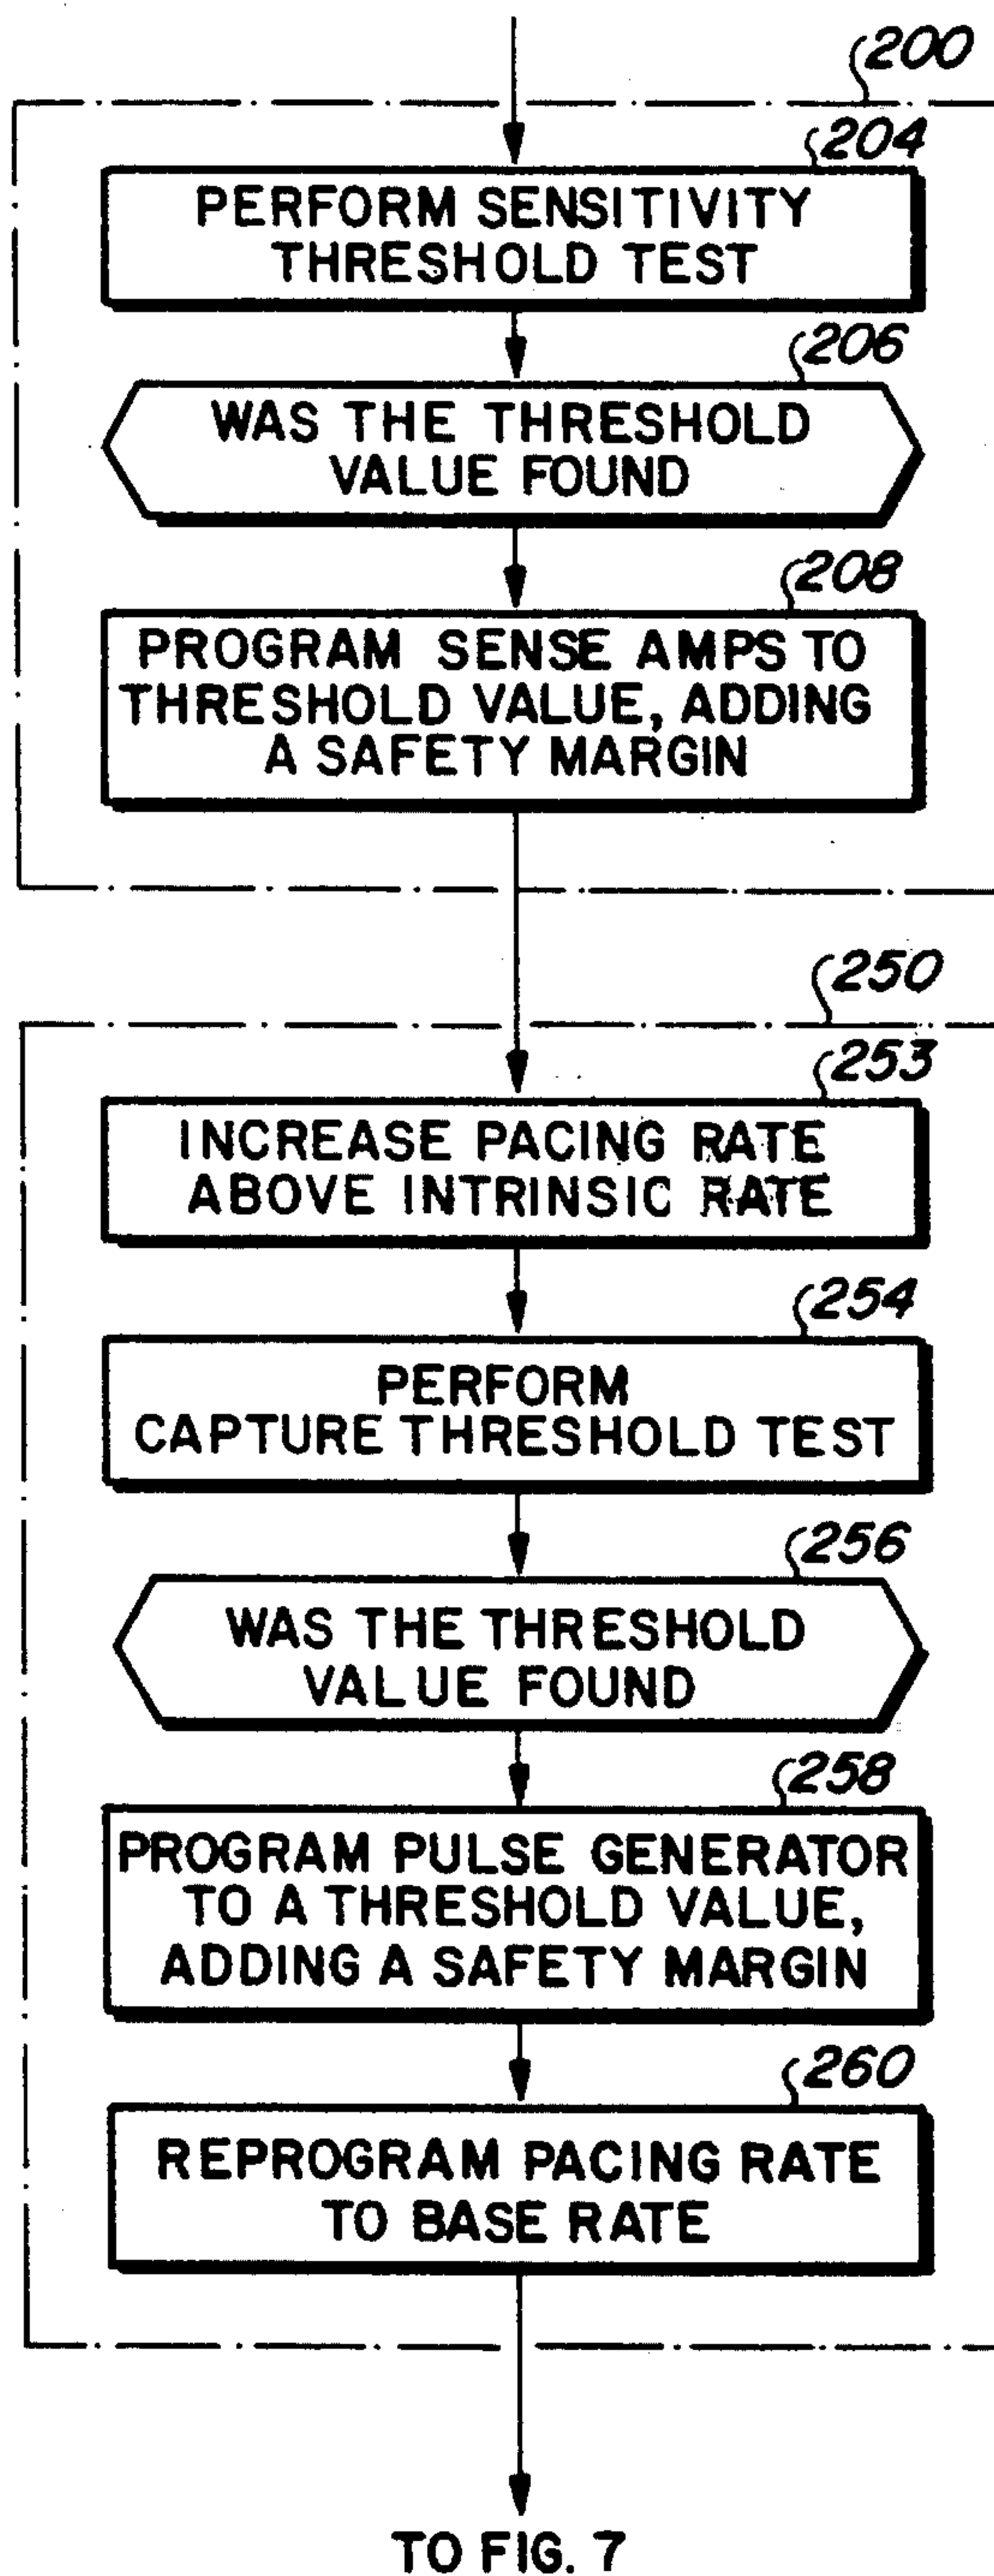 200
204
PERFORM SENSITIVITY
THRESHOLD TEST
206
WAS THE THRESHOLD
VALUE FOUND
208
PROGRAM SENSE AMPS TO
THRESHOLD VALUE, ADDING
A SAFETY MARGIN
250
253
INCREASE PACING RATE
ABOVE INTRINSIC RATE
254
PERFORM
CAPTURE THRESHOLD TEST
256
WAS THE THRESHOLD
VALUE FOUND
258
PROGRAM PULSE GENERATOR
TO A THRESHOLD VALUE,
ADDING A SAFETY MARGIN
260
REPROGRAM PACING RATE
TO BASE RATE
TO FIG. 7